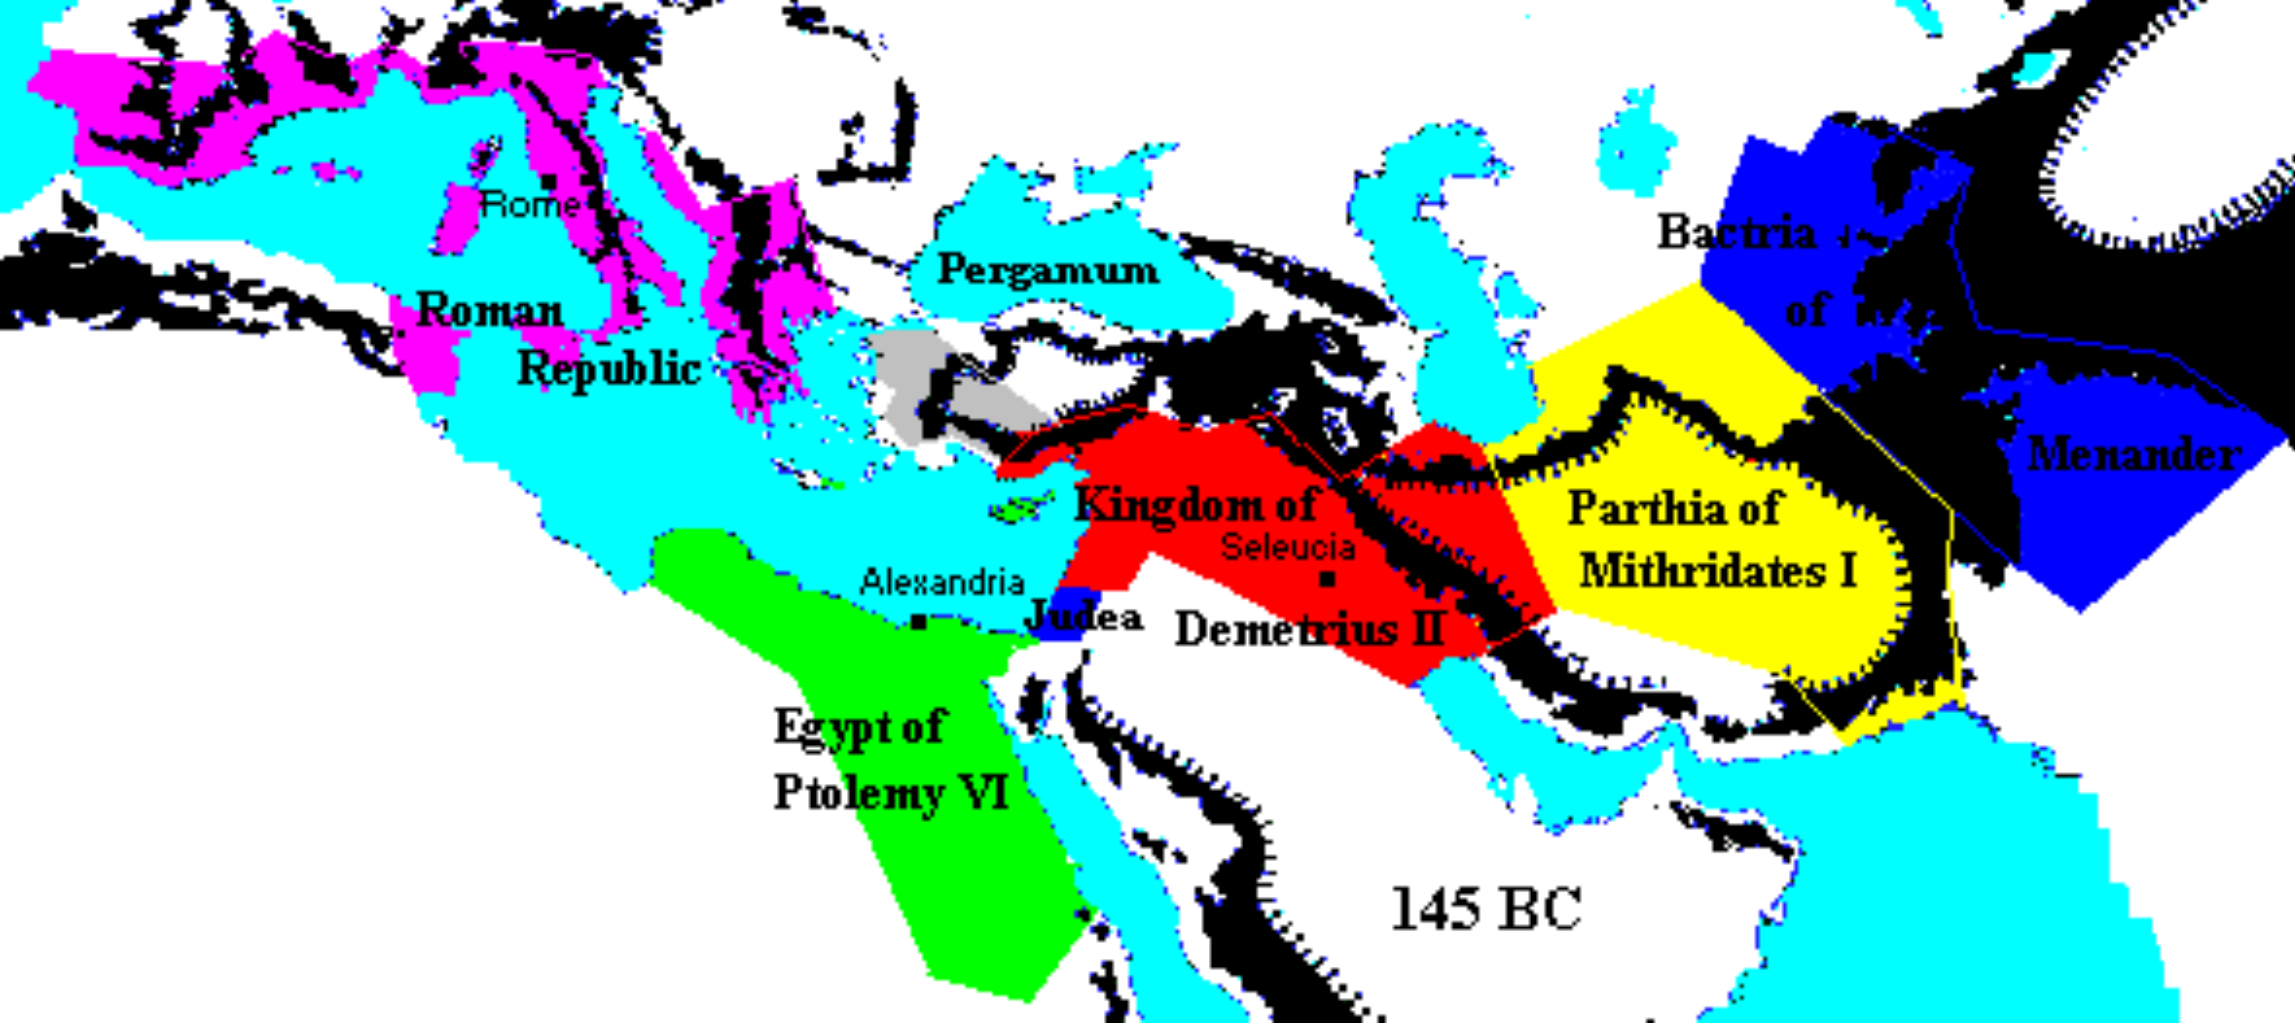 Rome
Roman
Republic
Pergamum
Bactria
of
Menander
Kingdom of
Seleucia
Demetrius II
Parthia of
Mithridates I
Alexandria
Judea
Egypt of
Ptolemy VI
145 BC